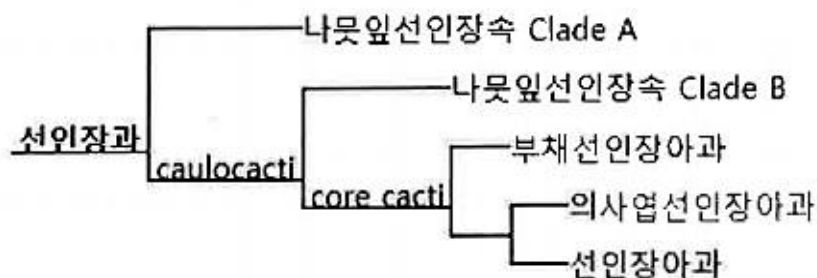 나뭇잎선인장속 Clade A
나뭇잎선인장속 Clade B
선인장과
부채선인장아과
caulocacti
core cacti
의사엽선인장아과
선인장아과